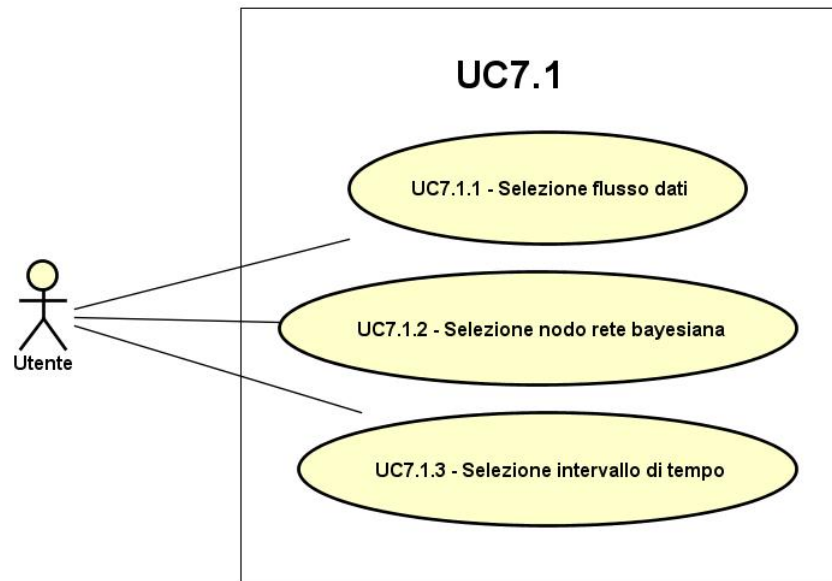 UC7.1
UC7.1.1 - Selezione flusso dati
UC7.1.2 - Selezione nodo rete bayesiana
Utente
UC7.1.3 - Selezione intervallo di tempo